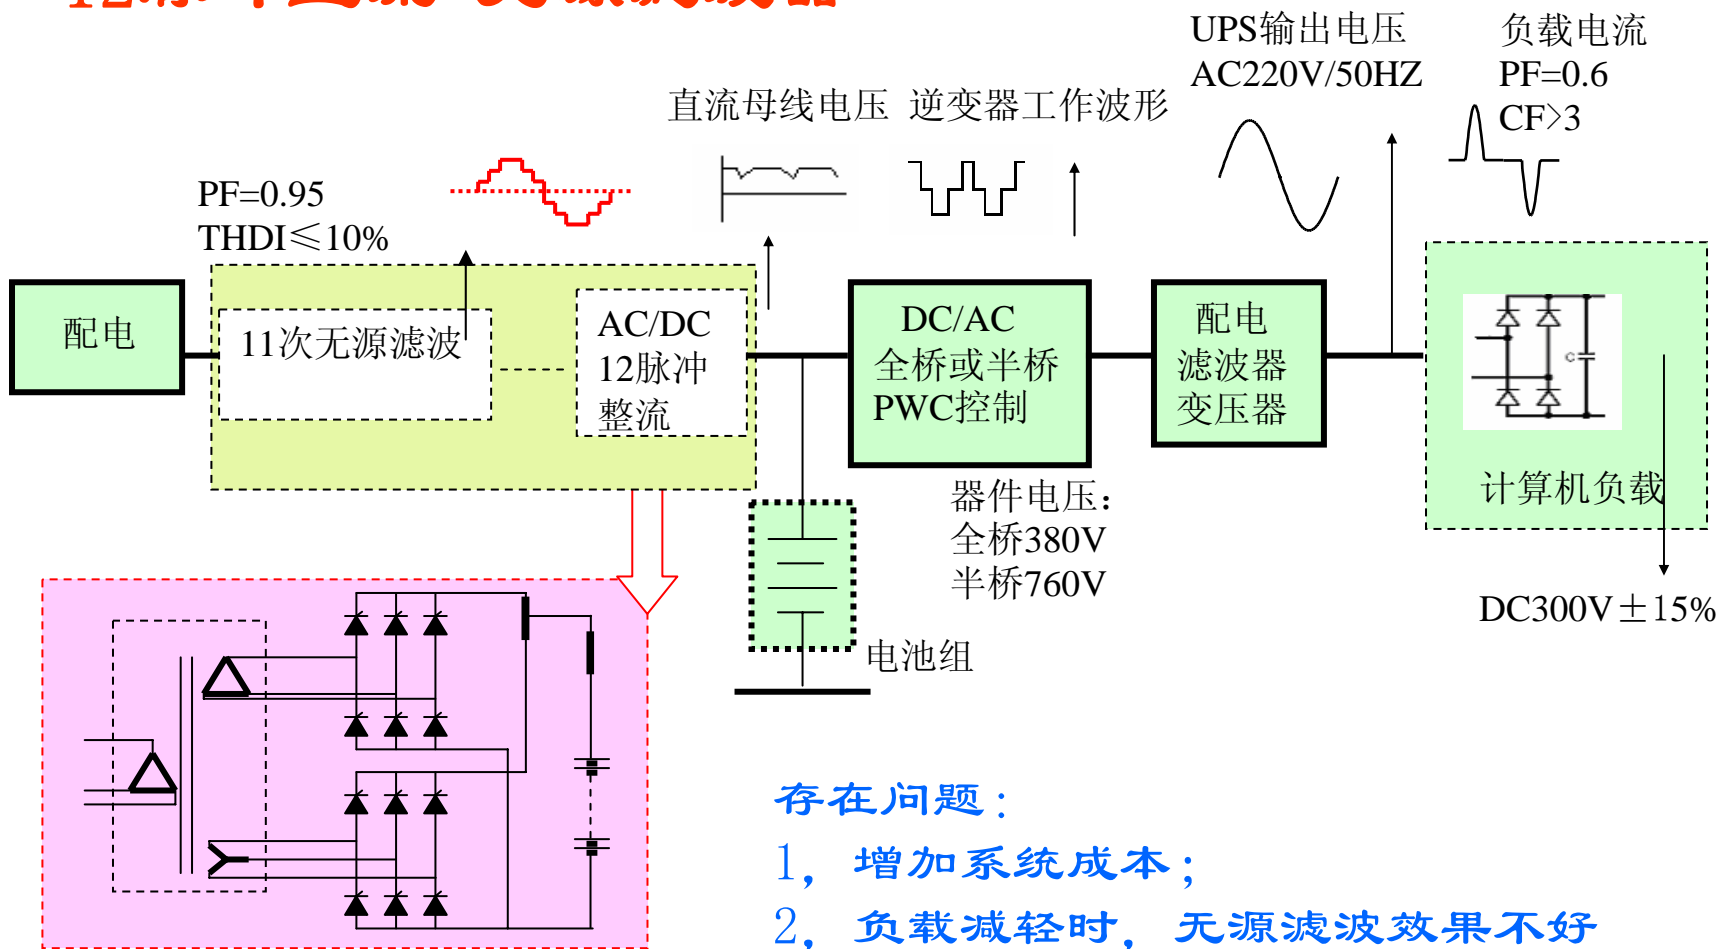 UPS输出电压
AC220V/50HZ
负载电流
PF=0.6
CF>3
直流母线电压
逆变器工作波形
PF=0.95
THDI≤10%
配电
11次无源滤波
AC/DC
12脉冲
整流
DC/AC
全桥或半桥
PWC控制
配电
滤波器
变压器
C
计算机负载
器件电压：
全桥380V
半桥760V
DC300V±15%
电池组
存在问题：
1，增加系统成本；
2，负载减轻时，无源滤波效果不好